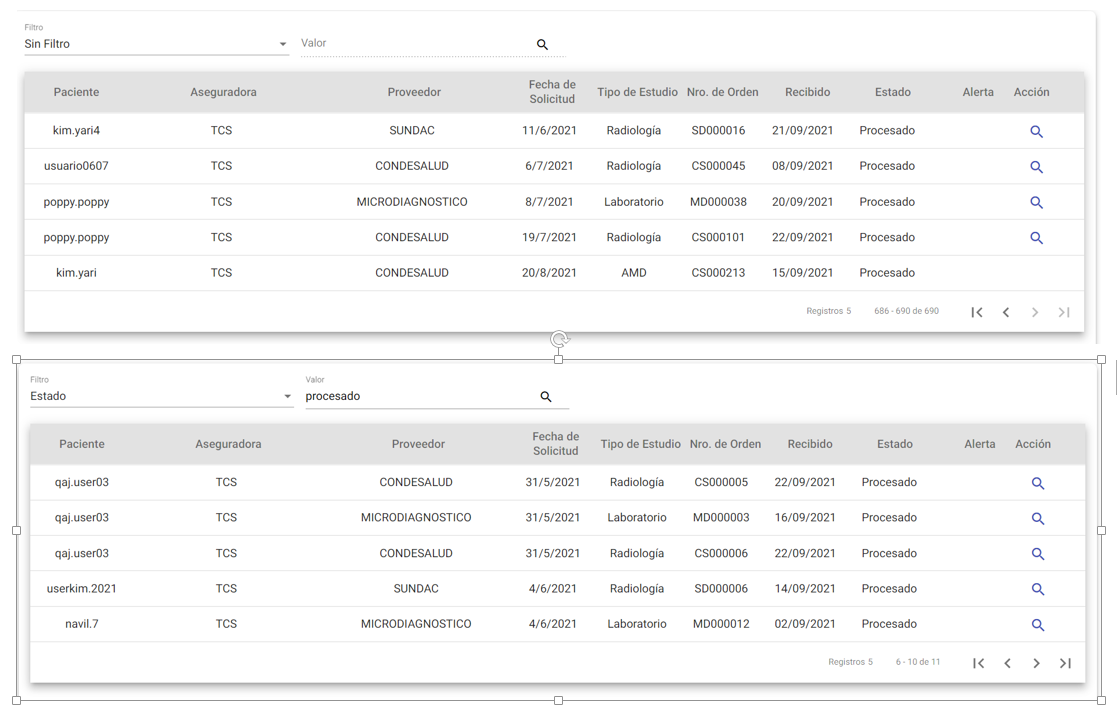 Filtro
Sin Filtro Valor
Paciente Aseguradora Proveedor Fecha de Solicitud Tipo de Estudio Nro. de Orden Recibido Estado Alerta Acción
kim.yari4 TCS SUNDAC 11/6/2021 Radiología SD000016 21/09/2021 Procesado
usuario0607 TCS CONDESALUD 6/7/2021 Radiología CS000045 08/09/2021 Procesado
poppy.poppy TCS MICRODIAGNOSTICO 8/7/2021 Laboratorio MD000038 20/09/2021 Procesado
poppy.poppy TCS CONDESALUD 19/7/2021 Radiología CS000101 22/09/2021 Procesado
kim.yari TCS CONDESALUD 20/8/2021 AMD CS000213 15/09/2021 Procesado
Registros 5 686 - 690 de 690
Filtro Valor
Estado procesado
Paciente Aseguradora Proveedor Fecha de Solicitud Tipo de Estudio Nro. de Orden Recibido Estado Alerta Acción
qaj.user03 TCS CONDESALUD 31/5/2021 Radiología CS000005 22/09/2021 Procesado
qaj.user03 TCS MICRODIAGNOSTICO 31/5/2021 Laboratorio MD000003 16/09/2021 Procesado
qaj.user03 TCS CONDESALUD 31/5/2021 Radiología CS000006 22/09/2021 Procesado
userkim.2021 TCS SUNDAC 4/6/2021 Radiología SD000006 14/09/2021 Procesado
navil.7 TCS MICRODIAGNOSTICO 4/6/2021 Laboratorio MD000012 02/09/2021 Procesado
Registros 5 6 - 10 de 11